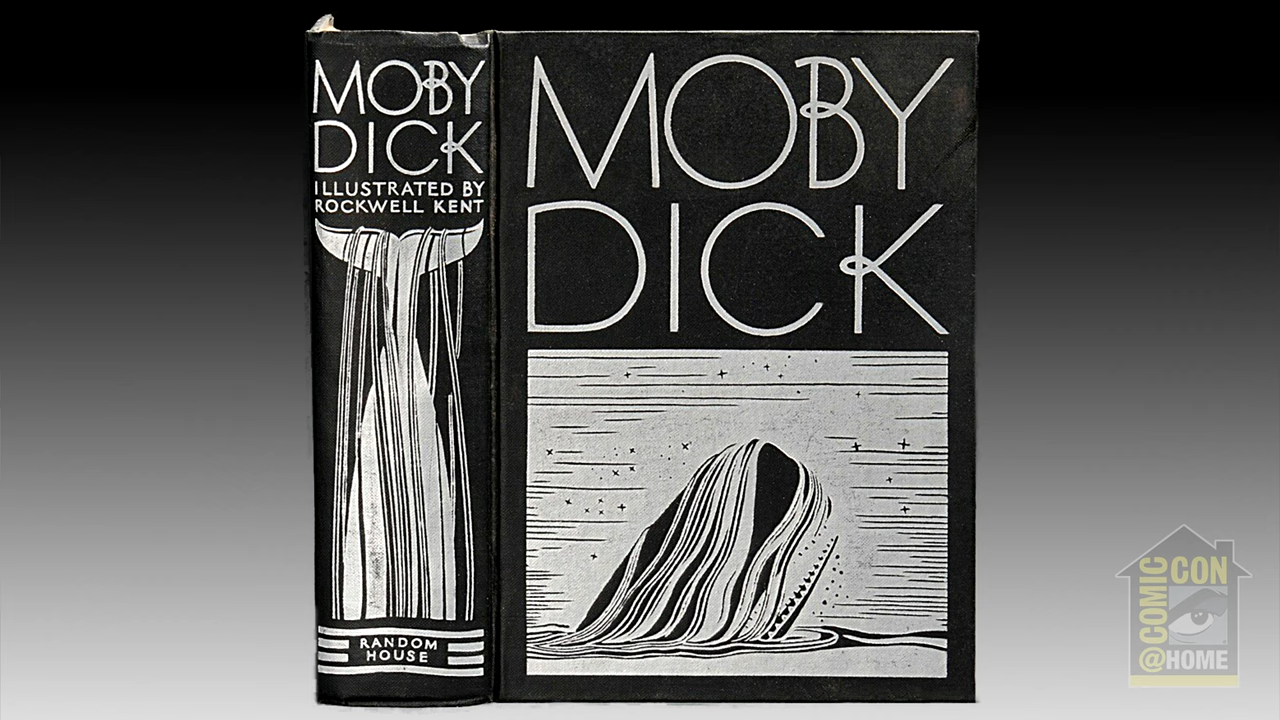 MOBY
DICK
ILLUSTRATED BY
ROCKWELL KENT
RANDOM
HOUSE
MOBY
DICK
@COMIC
CON
@HOME